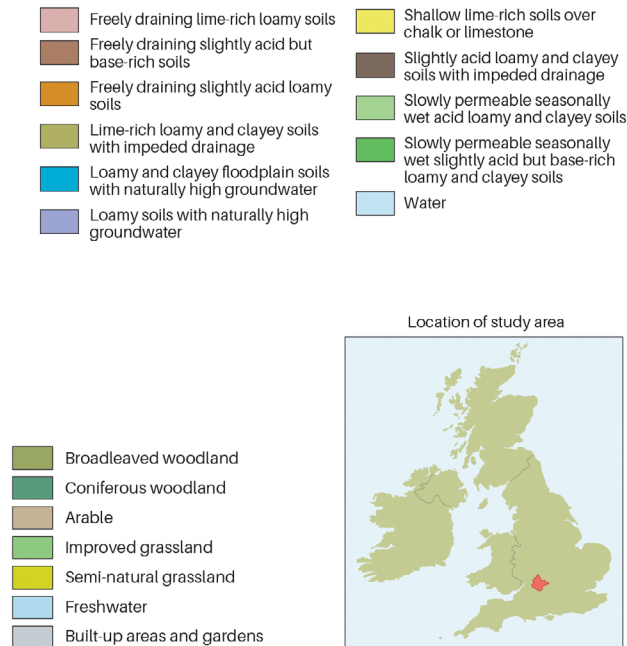 Freely draining lime-rich loamy soils
Freely draining slightly acid but
base-rich soils
Freely draining slightly acid loamy
soils
Lime-rich loamy and clayey soils
with impeded drainage
Loamy and clayey floodplain soils
with naturally high groundwater
Loamy soils with naturally high
groundwater
Shallow lime-rich soils over
chalk or limestone
Slightly acid loamy and clayey
soils with impeded drainage
Slowly permeable seasonally
wet acid loamy and clayey soils
Slowly permeable seasonally
wet slightly acid but base-rich
loamy and clayey soils
Water
Location of study area
Broadleaved woodland
Coniferous woodland
Arable
Improved grassland
Semi-natural grassland
Freshwater
Built-up areas and gardens